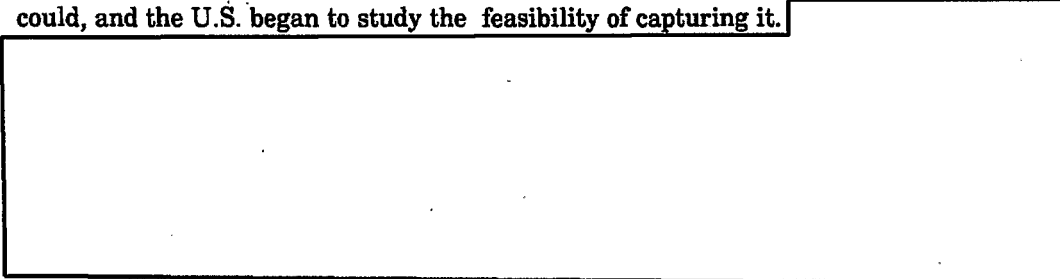 could, and the U.S. began to study the feasibility of capturing it.